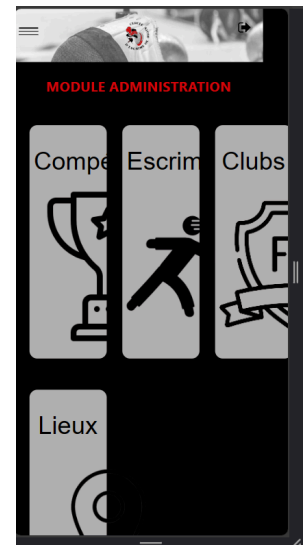 MODULE ADMINISTRATION
Compe
Escrim
Clubs
F
Lieux